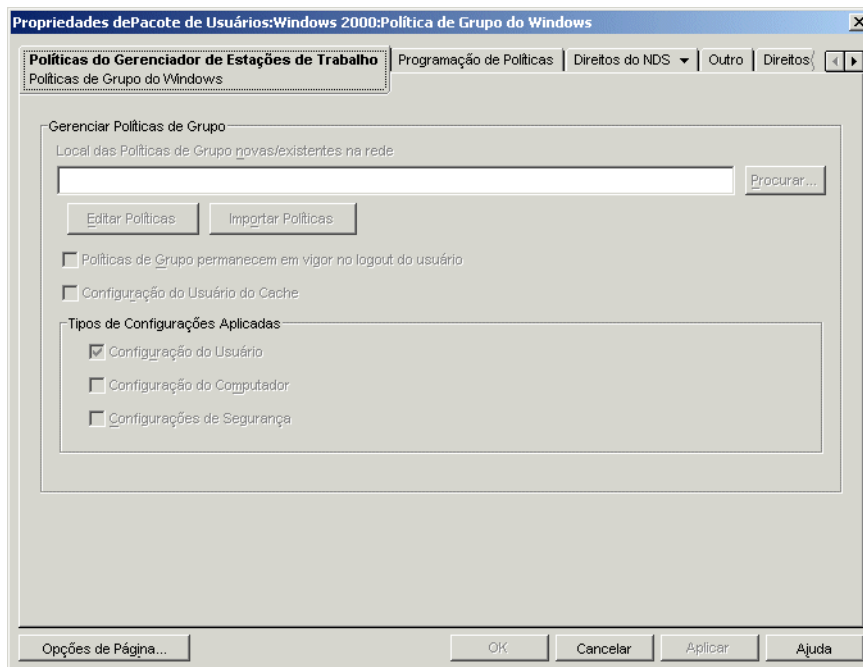 Propriedades dePacote de Usuários:Windows 2000:Política de Grupo do Windows
Políticas do Gerenciador de Estações de Trabalho
Programação de Políticas
Direitos do NDS
Outro
Direitos
Políticas de Grupo do Windows
Gerenciar Políticas de Grupo
Local das Políticas de Grupo novas/existentes na rede
Procurar...
Editar Políticas
Importar Políticas
Políticas de Grupo permanecem em vigor no logout do usuário
Configuração do Usuário do Cache
Tipos de Configurações Aplicadas
Configuração do Usuário
Configuração do Computador
Configurações de Segurança
Opções de Página...
OK
Cancelar
Aplicar
Ajuda